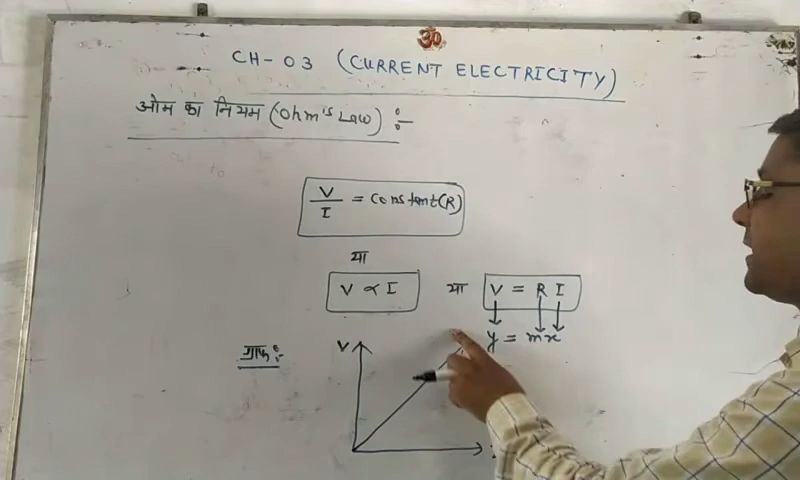 ॐ
CH-03 (CURRENT ELECTRICITY)
ओम का नियम (Ohm's Law) :-
V/I = constant(R)
या
V ∝ I या V = R I
y = mx
ग्राफ:-
V